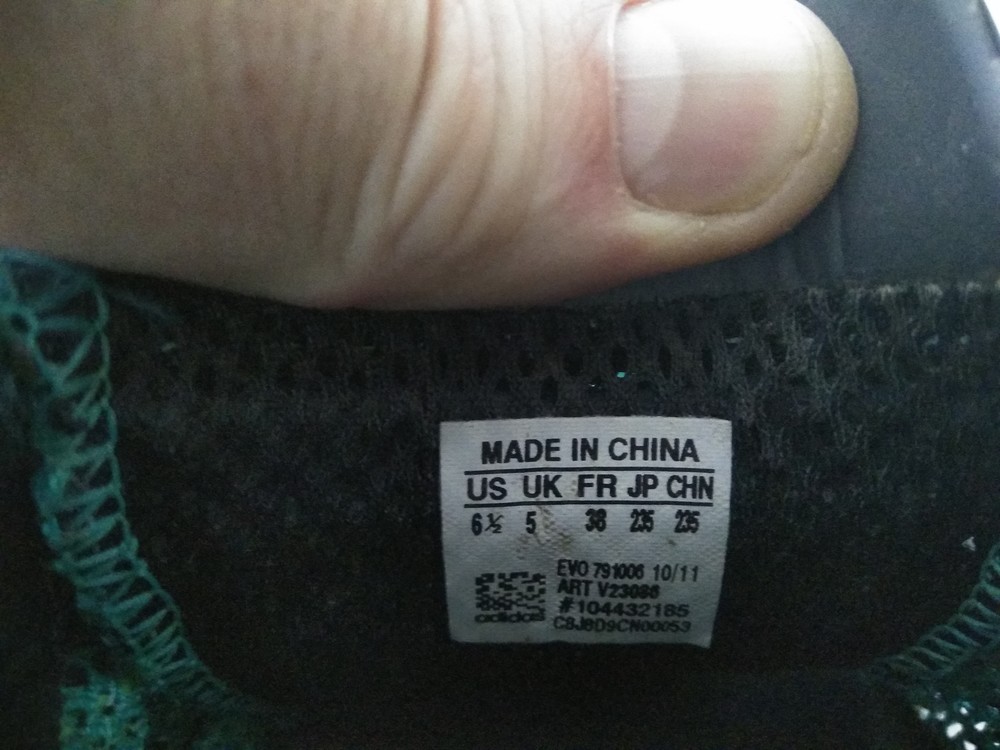 MADE IN CHINA
US UK FR JP CHN
6½ 5 38 235 235
EVO 791006 10/11
ART V23086
#104432185
adidas C8J8D9CN00053